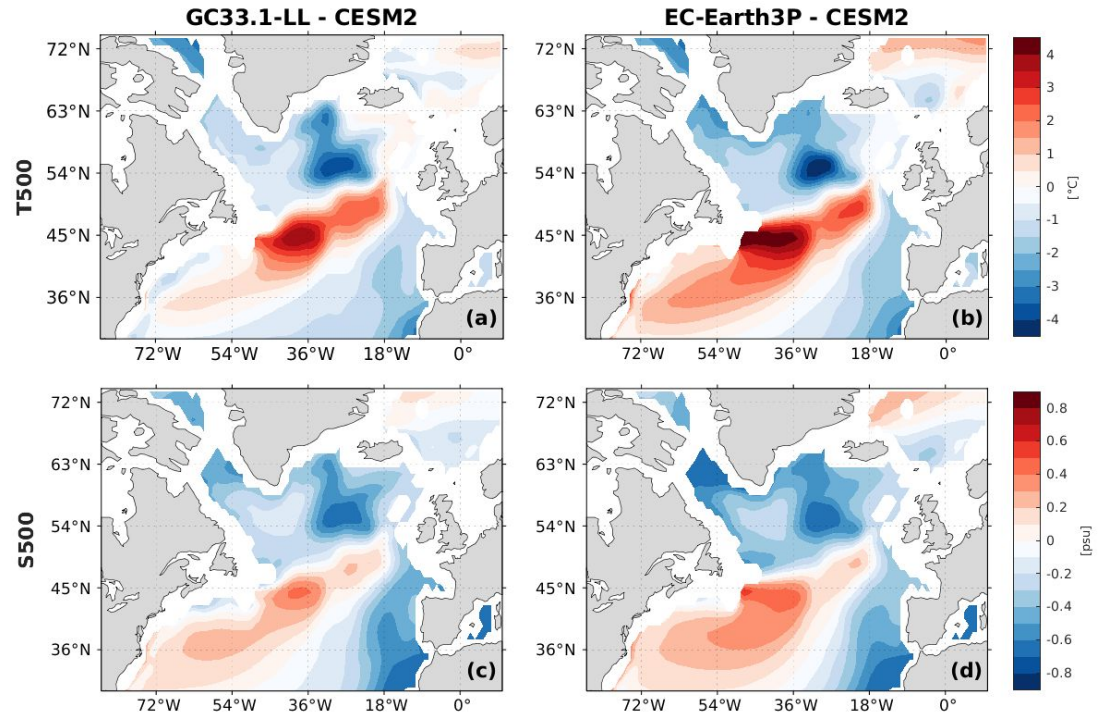 GC33.1-LL - CESM2
EC-Earth3P - CESM2
T500
72°N
63°N
54°N
45°N
36°N
72°W 54°W 36°W 18°W 0°
(a)
72°N
63°N
54°N
45°N
36°N
72°W 54°W 36°W 18°W 0°
(b)
4
3
2
1
0
-1
-2
-3
-4
[°C]
S500
72°N
63°N
54°N
45°N
36°N
72°W 54°W 36°W 18°W 0°
(c)
72°N
63°N
54°N
45°N
36°N
72°W 54°W 36°W 18°W 0°
(d)
0.8
0.6
0.4
0.2
0
-0.2
-0.4
-0.6
-0.8
[psu]